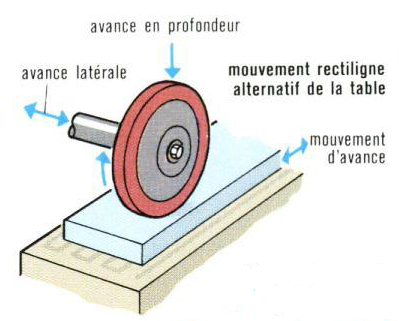 avance en profondeur
avance latérale
mouvement rectiligne
alternatif de la table
mouvement
d'avance